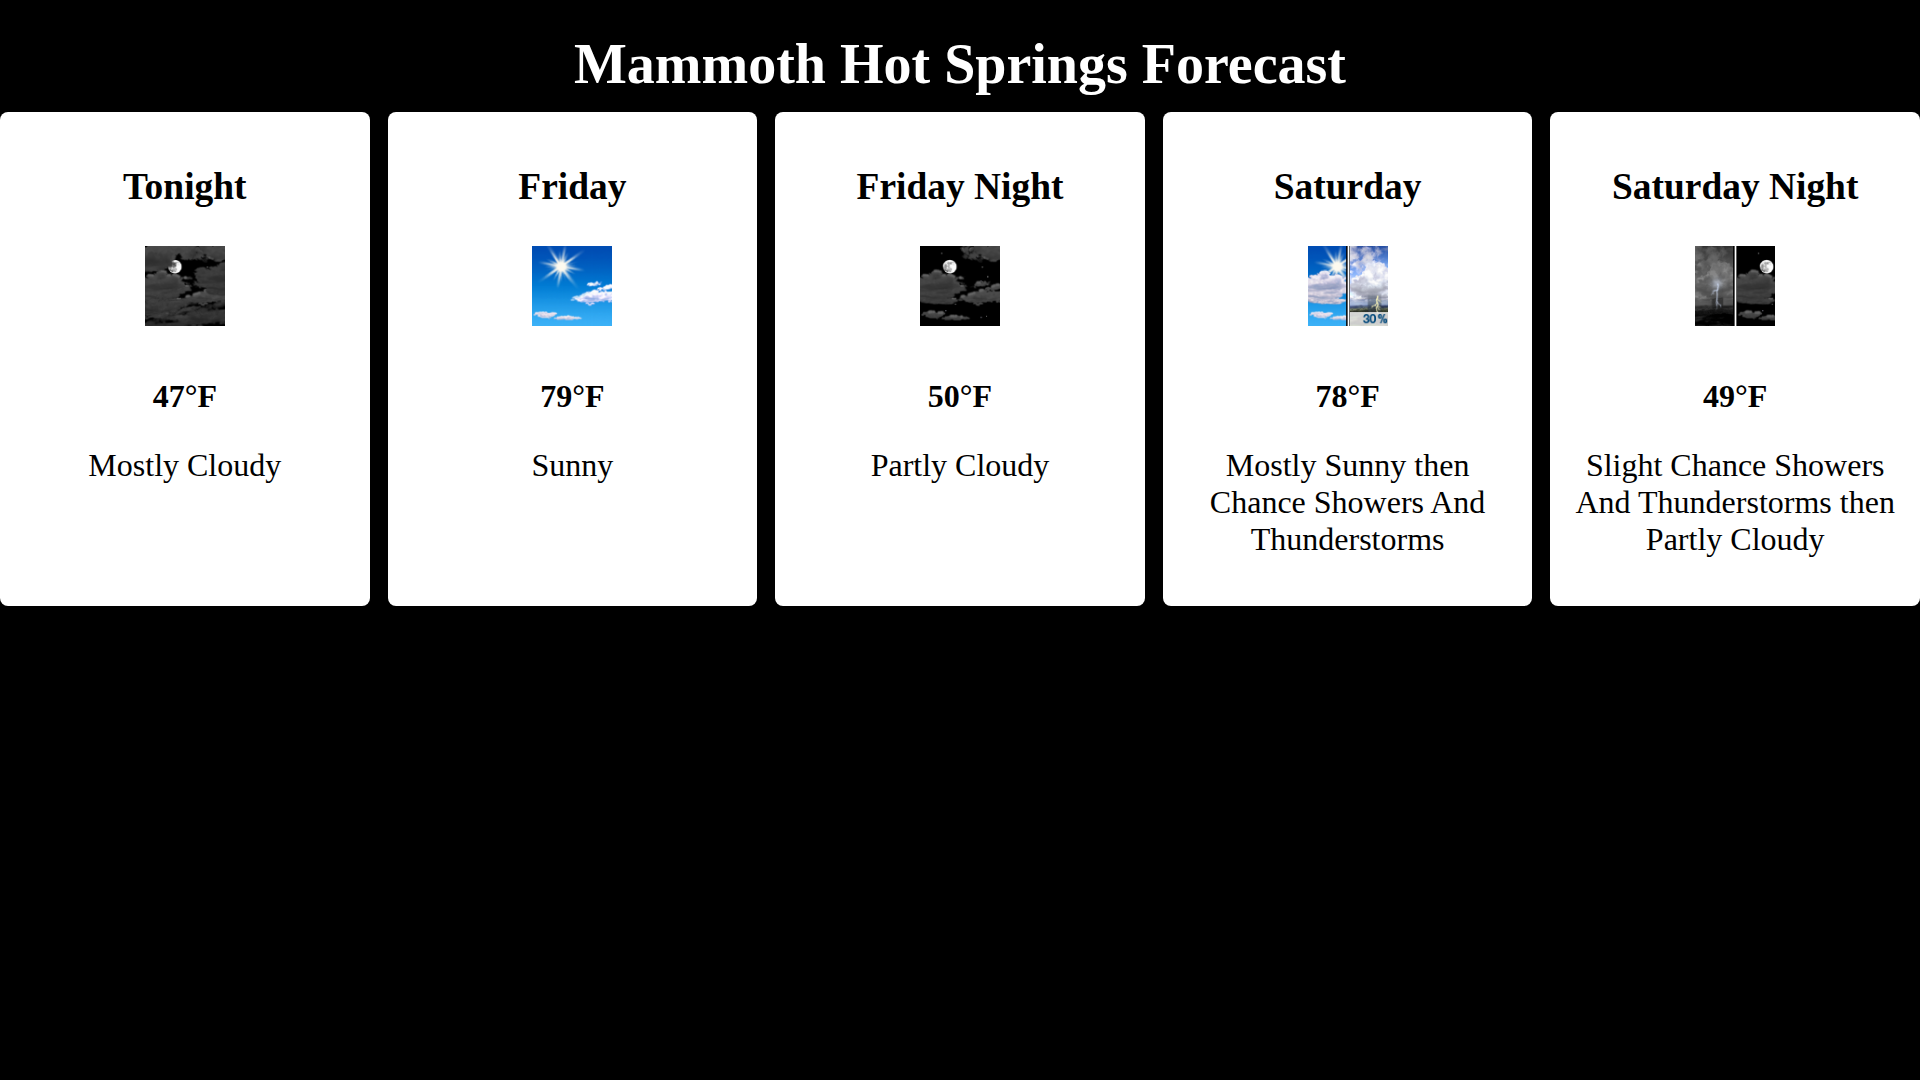 Mammoth Hot Springs Forecast
Tonight
47°F
Mostly Cloudy
Friday
79°F
Sunny
Friday Night
50°F
Partly Cloudy
Saturday
30%
78°F
Mostly Sunny then
Chance Showers And
Thunderstorms
Saturday Night
49°F
Slight Chance Showers
And Thunderstorms then
Partly Cloudy